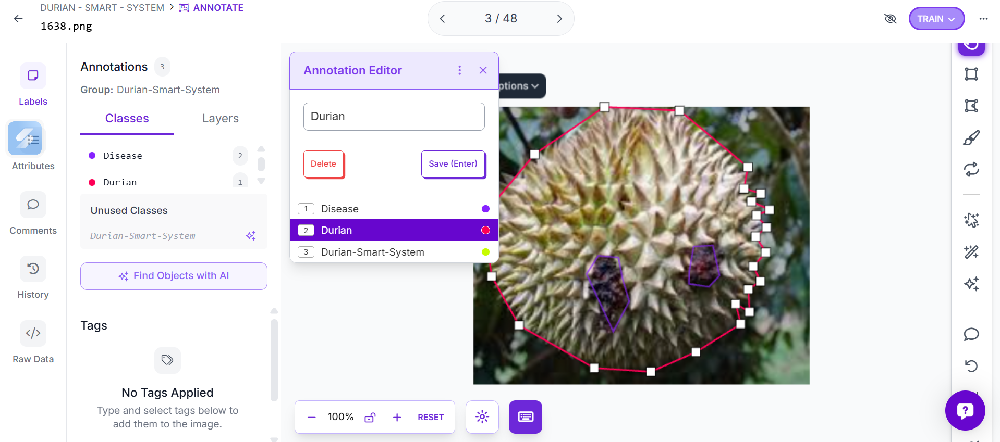 DURIAN - SMART - SYSTEM > ANNOTATE
1638.png
3 / 48
TRAIN
Labels
Attributes
Comments
History
Raw Data
Annotations 3
Group: Durian-Smart-System
Classes
Layers
Disease 2
Durian 1
Unused Classes
Durian-Smart-System
Find Objects with AI
Tags
No Tags Applied
Type and select tags below to
add them to the image.
Annotation Editor
ptions
Durian
Delete
Save (Enter)
1 Disease
2 Durian
3 Durian-Smart-System
100%
RESET